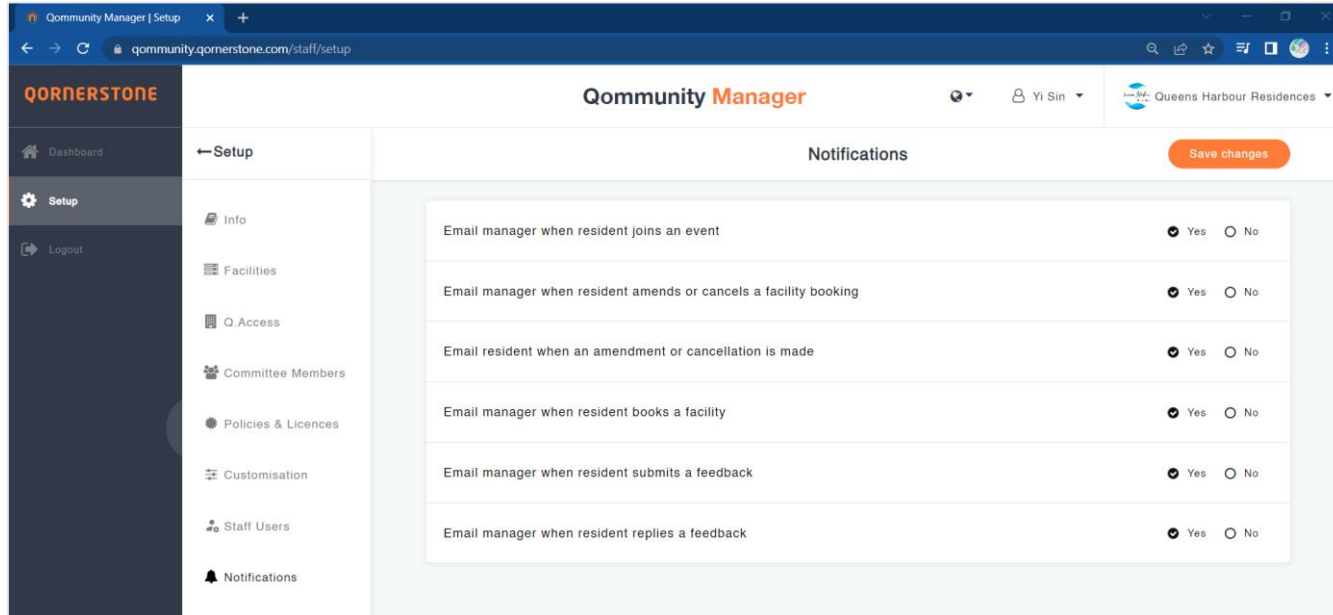 Qommunity Manager | Setup
qommunity.qornerstone.com/staff/setup
QORNERSTONE
Qommunity Manager
Yi Sin
Queens Harbour Residences
Dashboard
Setup
Logout
←Setup
Info
Facilities
Q.Access
Committee Members
Policies & Licences
Customisation
Staff Users
Notifications
Notifications
Save changes
Email manager when resident joins an event Yes No
Email manager when resident amends or cancels a facility booking Yes No
Email resident when an amendment or cancellation is made Yes No
Email manager when resident books a facility Yes No
Email manager when resident submits a feedback Yes No
Email manager when resident replies a feedback Yes No